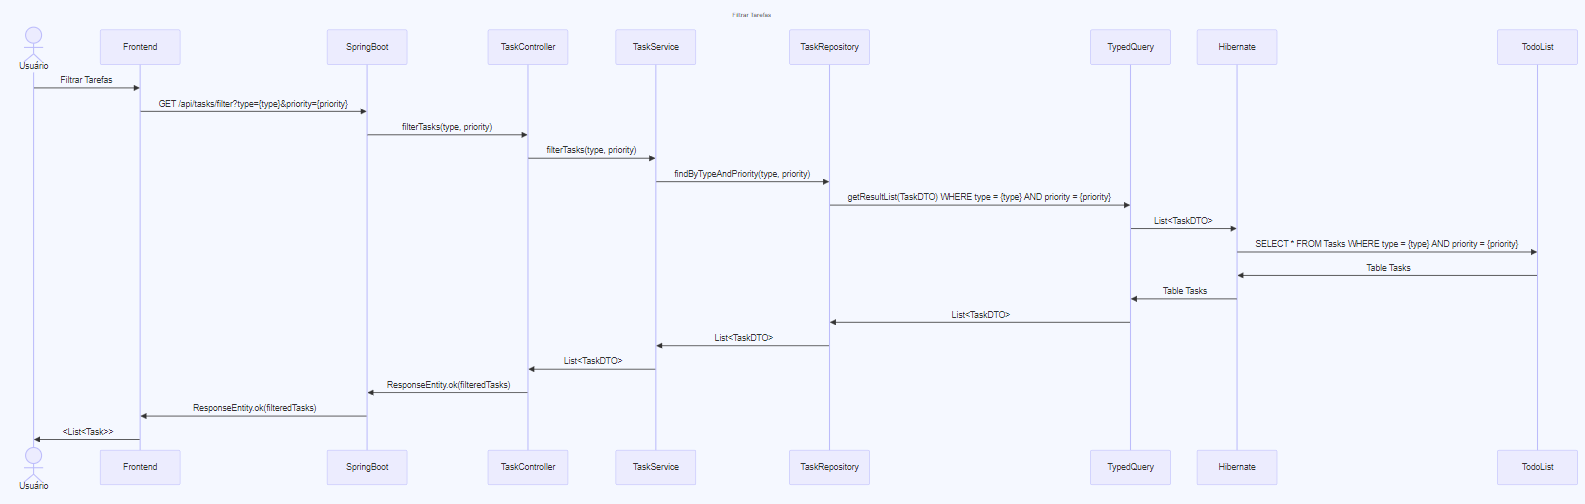 Filtrar Tarefas
Usuário
Frontend
SpringBoot
TaskController
TaskService
TaskRepository
TypedQuery
Hibernate
TodoList
Filtrar Tarefas
GET /api/tasks/filter?type={type}&priority={priority}
filterTasks(type, priority)
filterTasks(type, priority)
findByTypeAndPriority(type, priority)
getResultList(TaskDTO) WHERE type = {type} AND priority = {priority}
List<TaskDTO>
SELECT * FROM Tasks WHERE type = {type} AND priority = {priority}
Table Tasks
Table Tasks
List<TaskDTO>
List<TaskDTO>
List<TaskDTO>
ResponseEntity.ok(filteredTasks)
ResponseEntity.ok(filteredTasks)
<List<Task>>
Usuário
Frontend
SpringBoot
TaskController
TaskService
TaskRepository
TypedQuery
Hibernate
TodoList